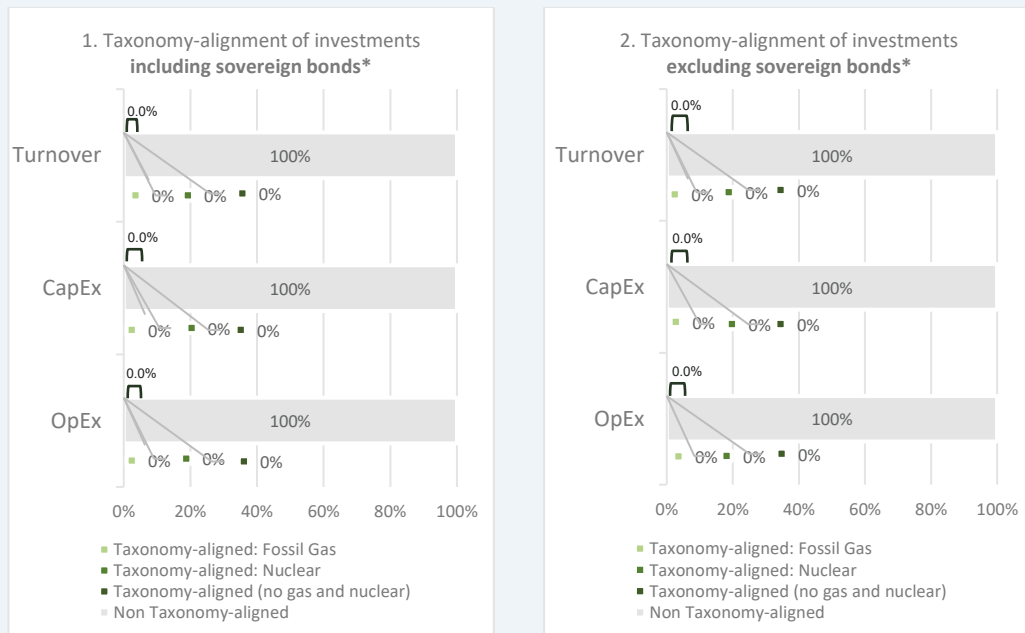 1. Taxonomy-alignment of investments
including sovereign bonds*
0.0%
Turnover
100%
0% 0% 0%
0.0%
CapEx
100%
0% 0% 0%
0.0%
OpEx
100%
0% 0% 0%
0% 20% 40% 60% 80% 100%
Taxonomy-aligned: Fossil Gas
Taxonomy-aligned: Nuclear
Taxonomy-aligned (no gas and nuclear)
Non Taxonomy-aligned
2. Taxonomy-alignment of investments
excluding sovereign bonds*
0.0%
Turnover
100%
0% 0% 0%
0.0%
CapEx
100%
0% 0% 0%
0.0%
OpEx
100%
0% 0% 0%
0% 20% 40% 60% 80% 100%
Taxonomy-aligned: Fossil Gas
Taxonomy-aligned: Nuclear
Taxonomy-aligned (no gas and nuclear)
Non Taxonomy-aligned